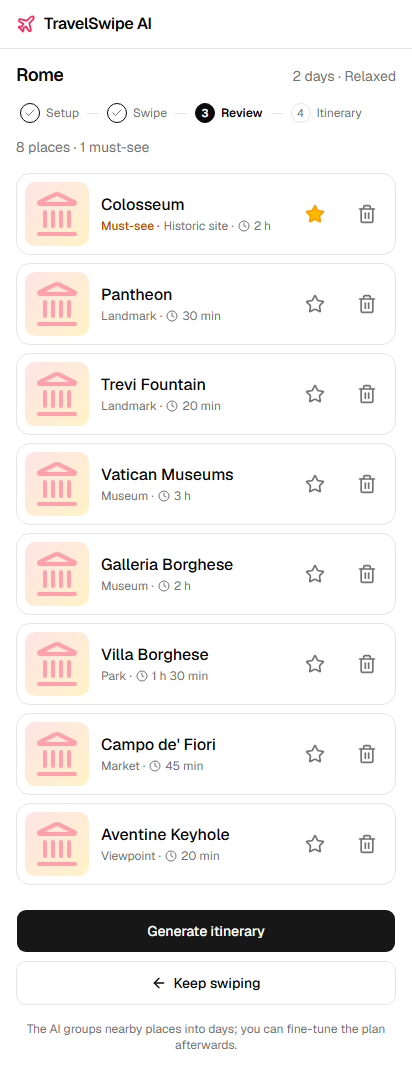 TravelSwipe AI
Rome
2 days · Relaxed
Setup
Swipe
3 Review
4 Itinerary
8 places · 1 must-see
Colosseum
Must-see · Historic site · 2 h
Pantheon
Landmark · 30 min
Trevi Fountain
Landmark · 20 min
Vatican Museums
Museum · 3 h
Galleria Borghese
Museum · 2 h
Villa Borghese
Park · 1 h 30 min
Campo de' Fiori
Market · 45 min
Aventine Keyhole
Viewpoint · 20 min
Generate itinerary
Keep swiping
The AI groups nearby places into days; you can fine-tune the plan
afterwards.